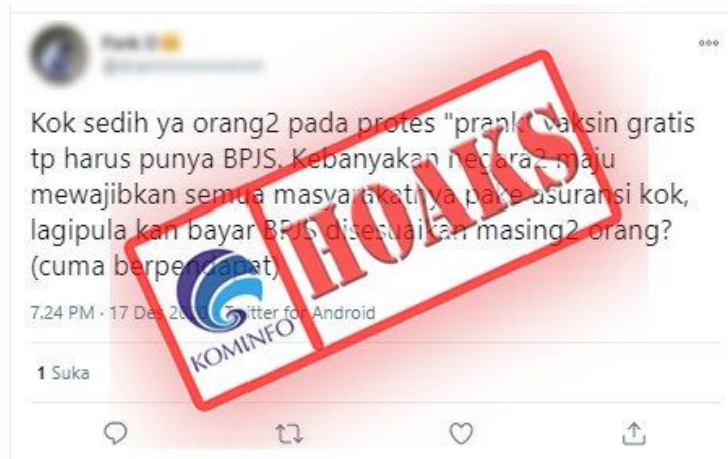 Kok sedih ya orang2 pada protes "prank" vaksin gratis
tp harus punya BPJS. Kebanyakan negara2 maju
mewajibkan semua masyarakatnya pake asuransi kok,
lagipula kan bayar BPJS disesuaikan masing2 orang?
(cuma berpendapat)
7.24 PM · 17 Des 2020 · Twitter for Android
1 Suka
KOMINFO
HOAKS